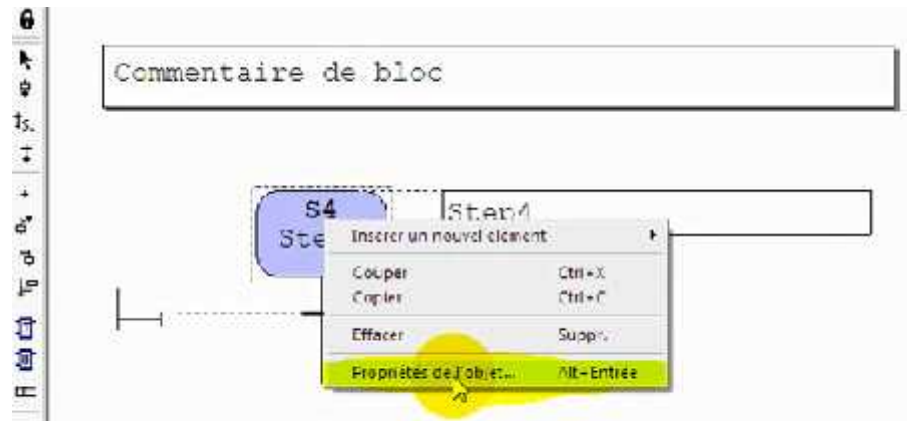 Commentaire de bloc
S4
Step4
Ste
Insérer un nouvel élément
Couper Ctrl+X
Copier Ctrl+C
Effacer Suppr.
Propriétés de l'objet... Alt+Entrée